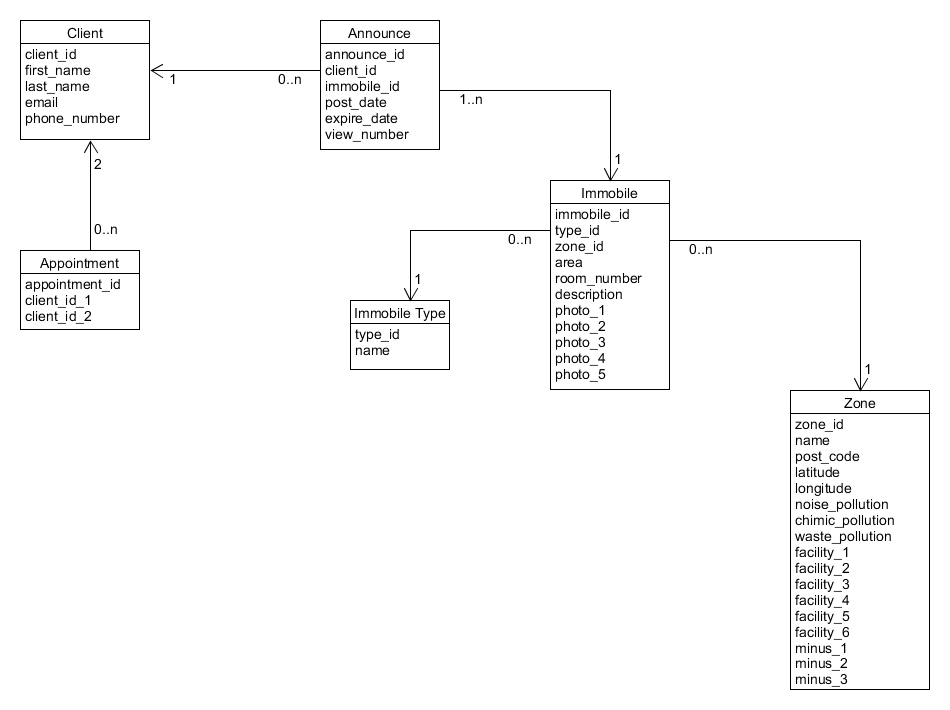 Client
client_id
first_name
last_name
email
phone_number
1
0..n
Announce
announce_id
client_id
immobile_id
post_date
expire_date
view_number
1..n
1
2
0..n
Appointment
appointment_id
client_id_1
client_id_2
Immobile
immobile_id
type_id
zone_id
area
room_number
description
photo_1
photo_2
photo_3
photo_4
photo_5
0..n
1
Immobile Type
type_id
name
0..n
1
Zone
zone_id
name
post_code
latitude
longitude
noise_pollution
chimic_pollution
waste_pollution
facility_1
facility_2
facility_3
facility_4
facility_5
facility_6
minus_1
minus_2
minus_3